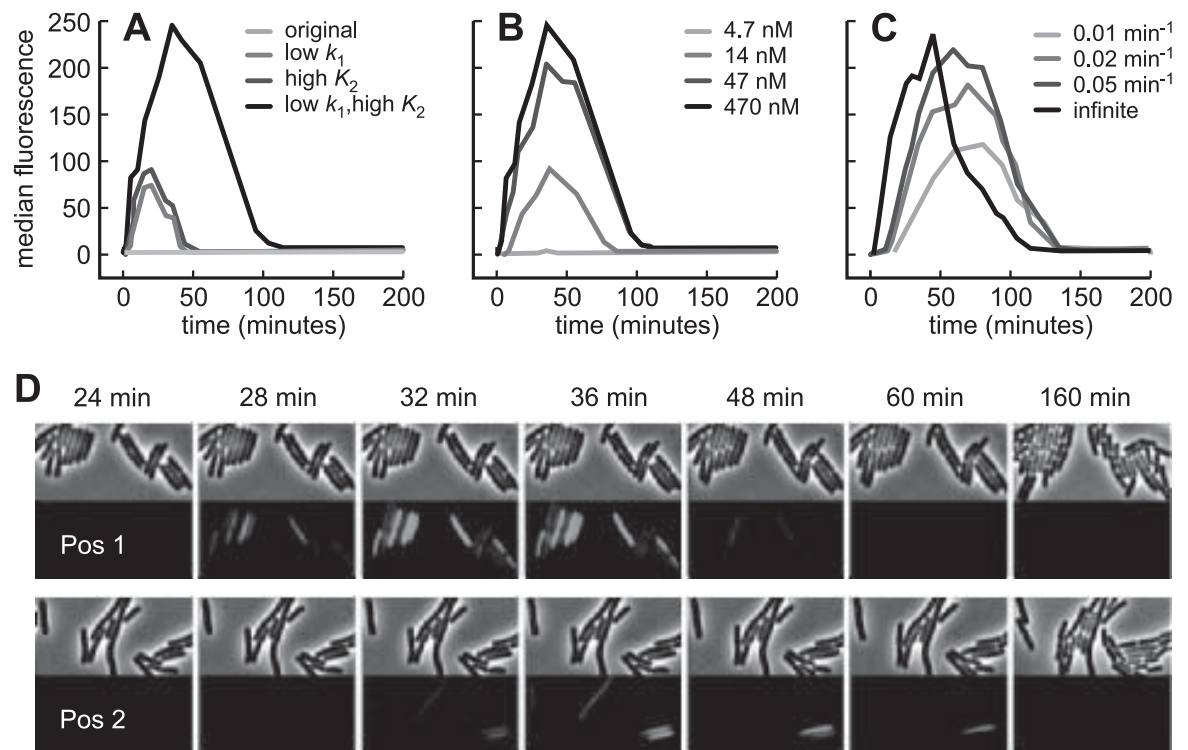 A
B
C
median fluorescence
250
200
150
100
50
0
original
low k1
high K2
low k1,high K2
4.7 nM
14 nM
47 nM
470 nM
0.01 min-1
0.02 min-1
0.05 min-1
infinite
0 50 100 150 200
0 50 100 150 200
0 50 100 150 200
time (minutes)
time (minutes)
time (minutes)
D
24 min 28 min 32 min 36 min 48 min 60 min 160 min
Pos 1
Pos 2